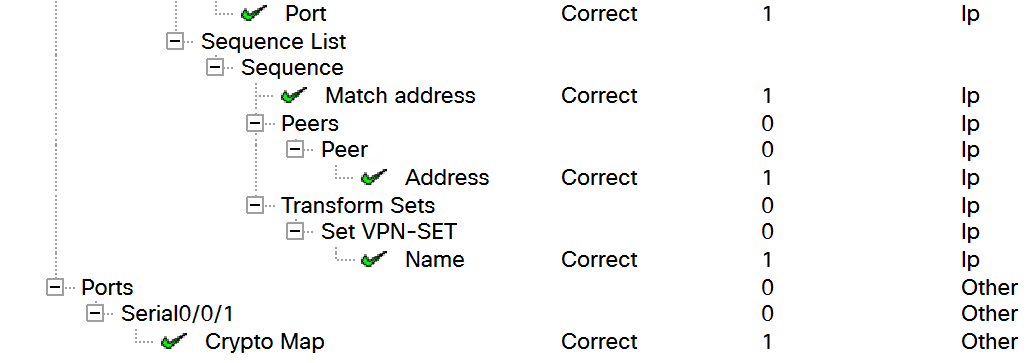 Port Correct 1 Ip
Sequence List
Sequence
Match address Correct 1 Ip
Peers 0 Ip
Peer 0 Ip
Address Correct 1 Ip
Transform Sets 0 Ip
Set VPN-SET 0 Ip
Name Correct 1 Ip
Ports 0 Other
Serial0/0/1 0 Other
Crypto Map Correct 1 Other